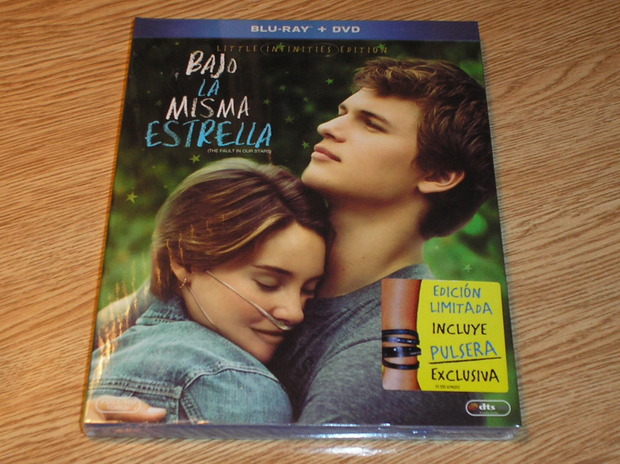 BLU-RAY + DVD
LITTLE INFINITIES EDITION
BAJO
LA
MISMA
ESTRELLA
(THE FAULT IN OUR STARS)
EDICIÓN
LIMITADA
INCLUYE
PULSERA
EXCLUSIVA
dts